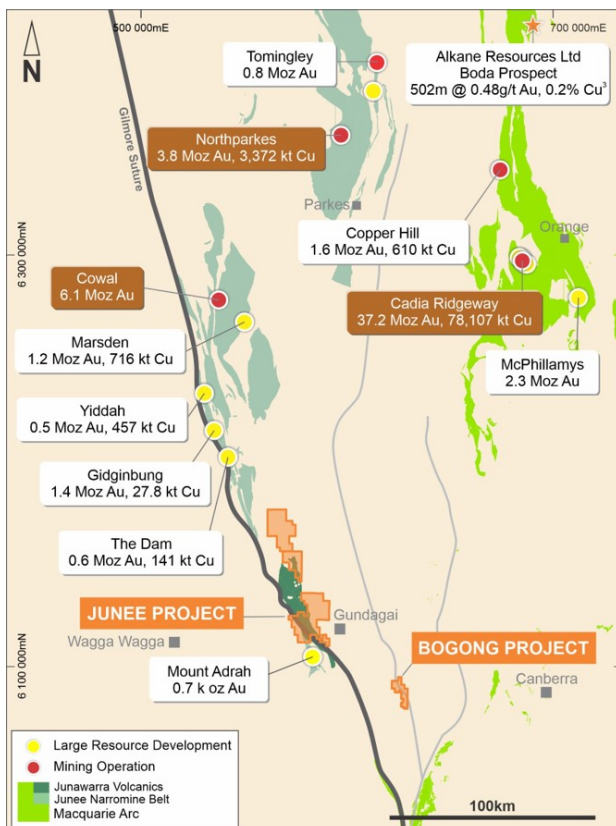 500 000mE
700 000mE
N
Tomingley
0.8 Moz Au
Alkane Resources Ltd
Boda Prospect
502m @ 0.48g/t Au, 0.2% Cu³
Northparkes
3.8 Moz Au, 3,372 kt Cu
Gilmore Suture
Parkes
Copper Hill
1.6 Moz Au, 610 kt Cu
Orange
6 300 000mN
Cowal
6.1 Moz Au
Cadia Ridgeway
37.2 Moz Au, 78,107 kt Cu
Marsden
1.2 Moz Au, 716 kt Cu
McPhillamys
2.3 Moz Au
Yiddah
0.5 Moz Au, 457 kt Cu
Gidginbung
1.4 Moz Au, 27.8 kt Cu
The Dam
0.6 Moz Au, 141 kt Cu
JUNEE PROJECT
Gundagai
Wagga Wagga
BOGONG PROJECT
Mount Adrah
0.7 k oz Au
6 100 000mN
Canberra
Large Resource Development
Mining Operation
Junawarra Volcanics
Junee Narromine Belt
Macquarie Arc
100km